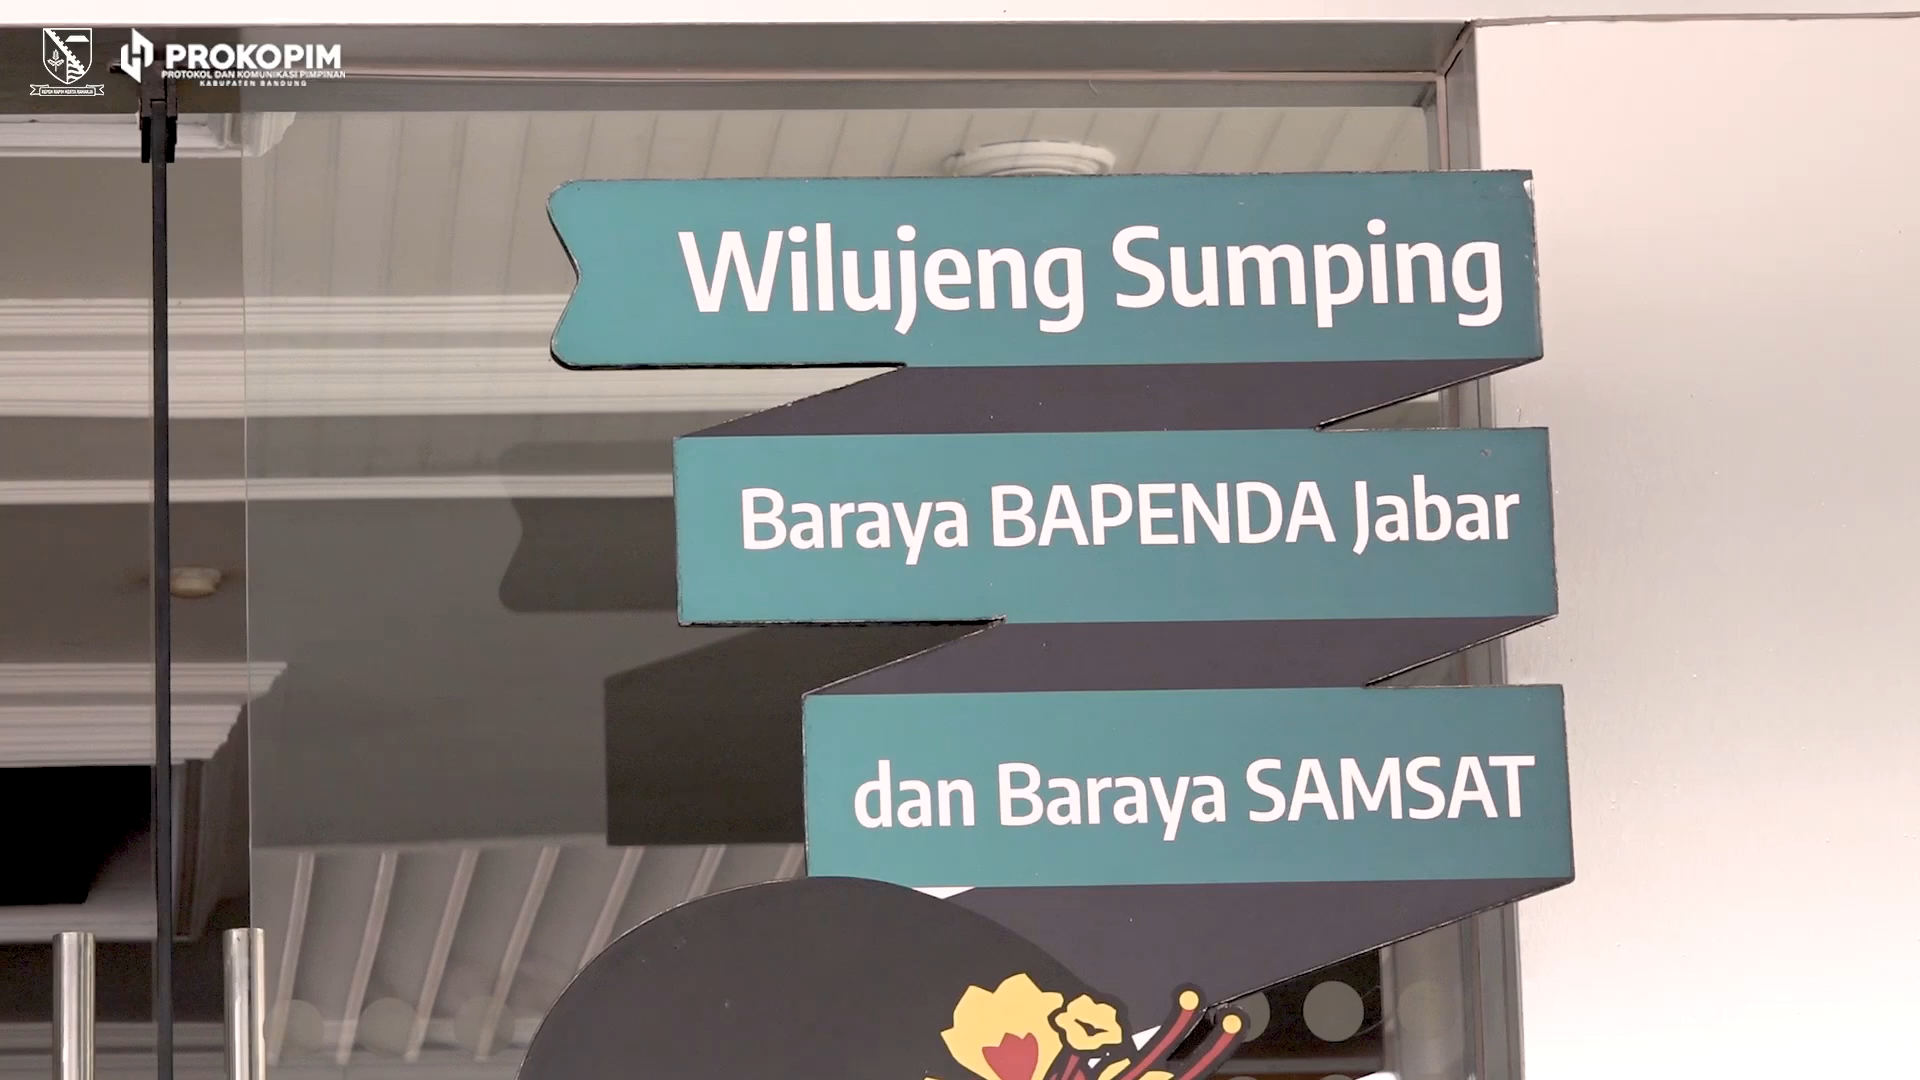 PROKOPIM
PROTOKOL DAN KOMUNIKASI PIMPINAN
KABUPATEN BANDUNG
Wilujeng Sumping
Baraya BAPENDA Jabar
dan Baraya SAMSAT